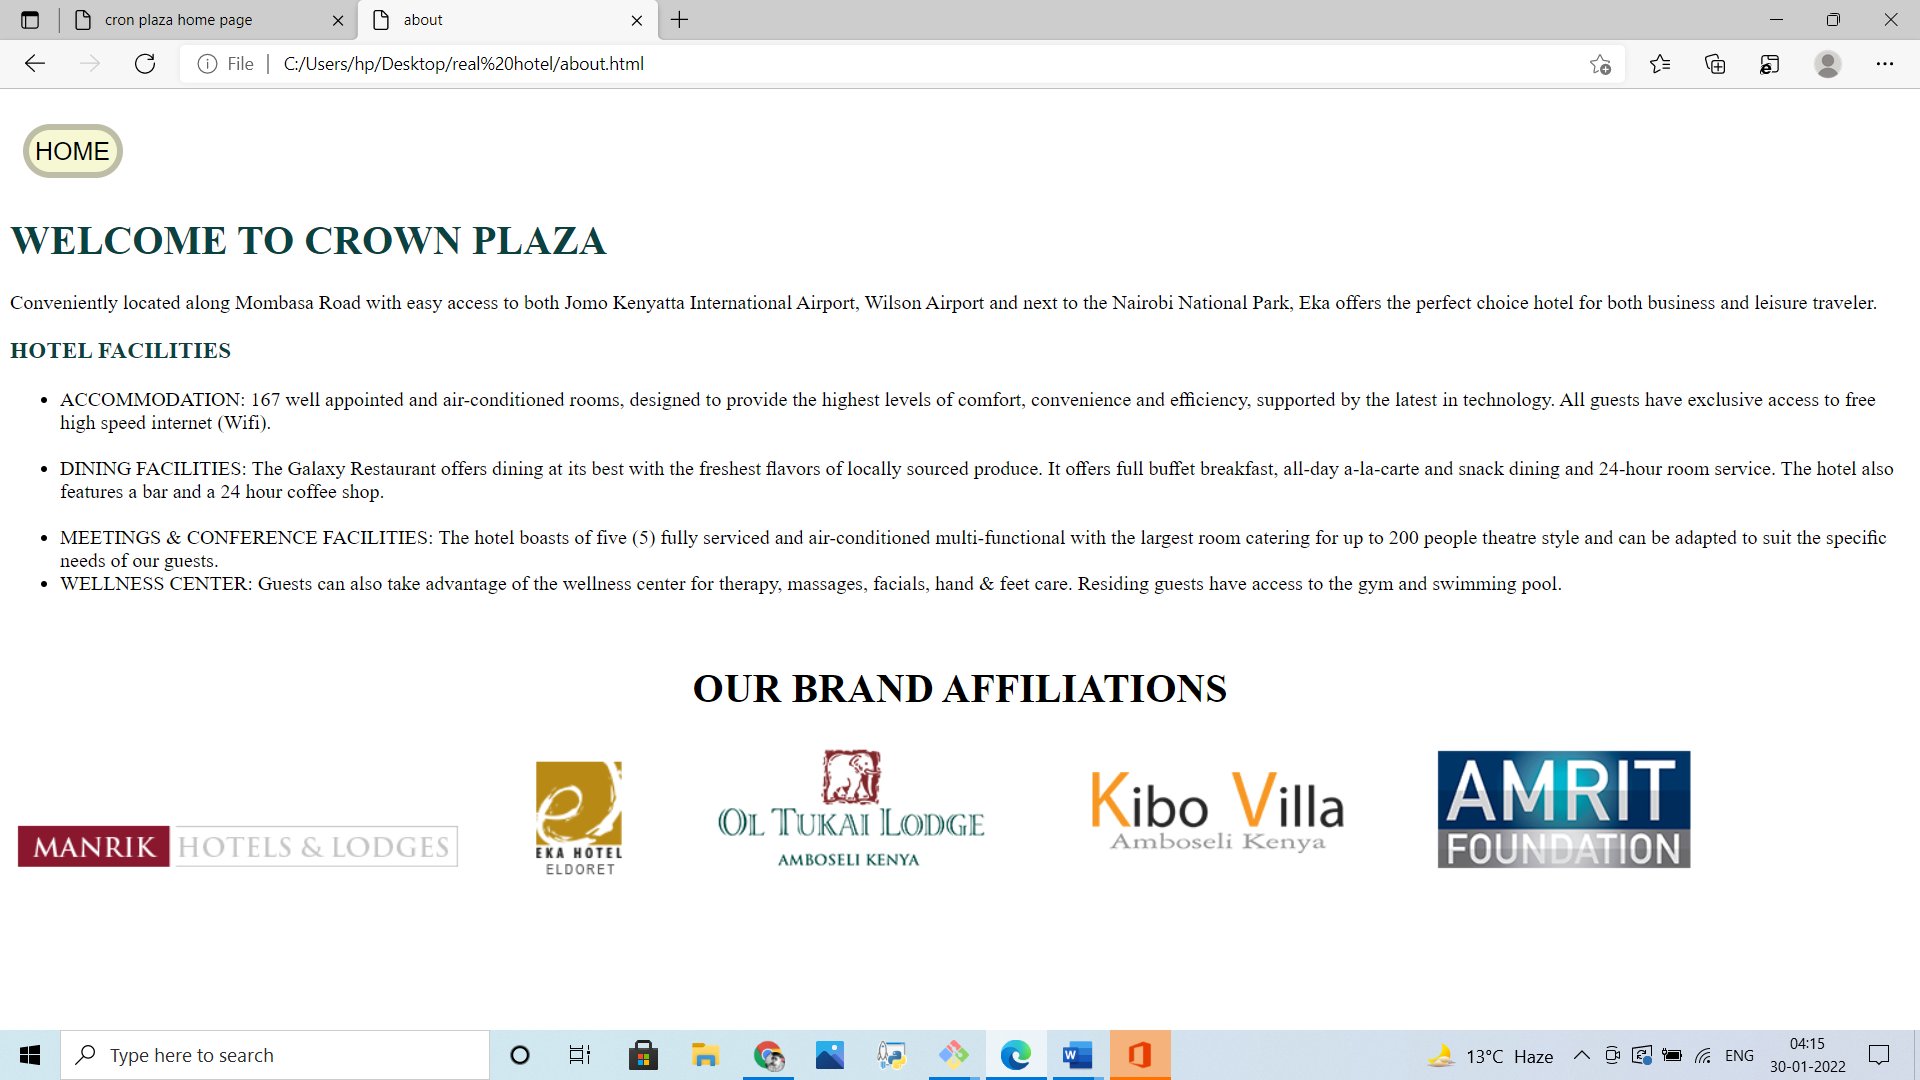 cron plaza home page
about
File
C:/Users/hp/Desktop/real%20hotel/about.html
HOME
WELCOME TO CROWN PLAZA
Conveniently located along Mombasa Road with easy access to both Jomo Kenyatta International Airport, Wilson Airport and next to the Nairobi National Park, Eka offers the perfect choice hotel for both business and leisure traveler.
HOTEL FACILITIES
• ACCOMMODATION: 167 well appointed and air-conditioned rooms, designed to provide the highest levels of comfort, convenience and efficiency, supported by the latest in technology. All guests have exclusive access to free
high speed internet (Wifi).
• DINING FACILITIES: The Galaxy Restaurant offers dining at its best with the freshest flavors of locally sourced produce. It offers full buffet breakfast, all-day a-la-carte and snack dining and 24-hour room service. The hotel also
features a bar and a 24 hour coffee shop.
• MEETINGS & CONFERENCE FACILITIES: The hotel boasts of five (5) fully serviced and air-conditioned multi-functional with the largest room catering for up to 200 people theatre style and can be adapted to suit the specific
needs of our guests.
• WELLNESS CENTER: Guests can also take advantage of the wellness center for therapy, massages, facials, hand & feet care. Residing guests have access to the gym and swimming pool.
OUR BRAND AFFILIATIONS
MANRIK HOTELS & LODGES
e
EKA HOTEL
ELDORET
OL TUKAI LODGE
AMBOSELI KENYA
Kibo Villa
Amboseli Kenya
AMRIT
FOUNDATION
Type here to search
W
13°C Haze
ENG
04:15
30-01-2022